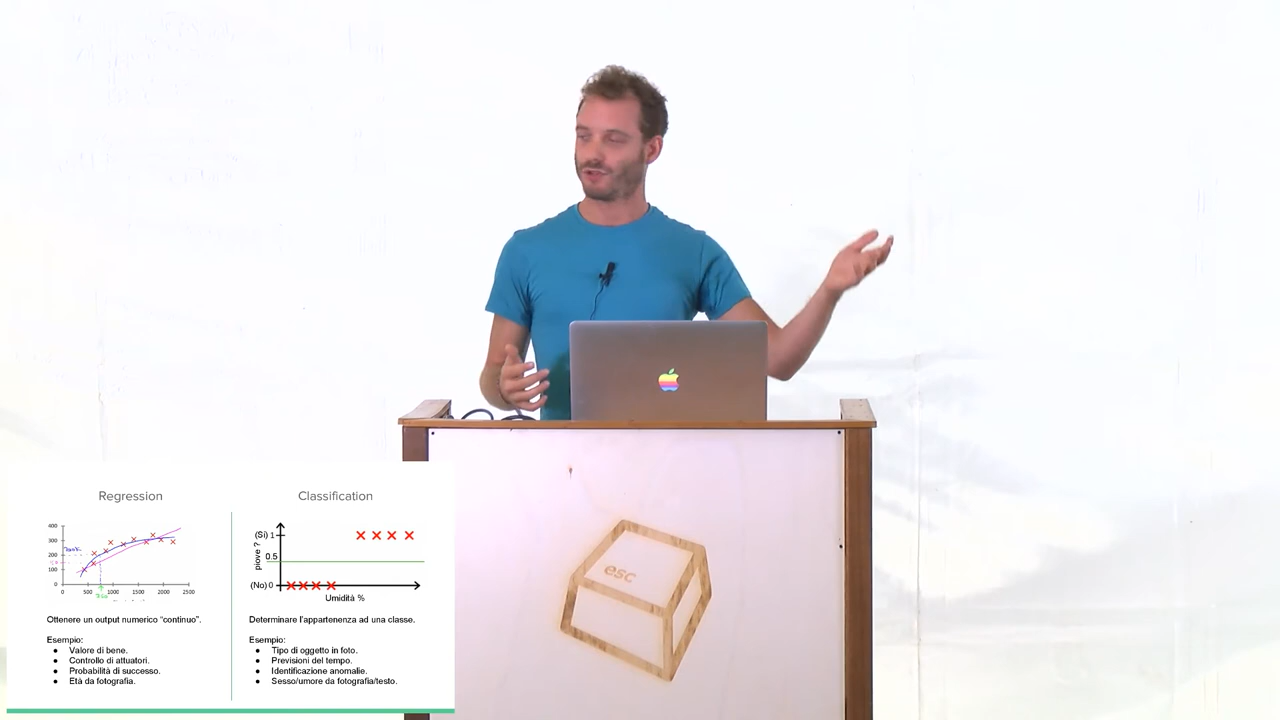 Regression
400
300
200
100
0
0 500 1000 1500 2000 2500
Ottenere un output numerico “continuo”.
Esempio:
● Valore di bene.
● Controllo di attuatori.
● Probabilità di successo.
● Età da fotografia.
Classification
(Sì) 1
0.5
(No) 0
piove ?
Umidità %
Determinare l'appartenenza ad una classe.
Esempio:
● Tipo di oggetto in foto.
● Previsioni del tempo.
● Identificazione anomalie.
● Sesso/umore da fotografia/testo.
esc